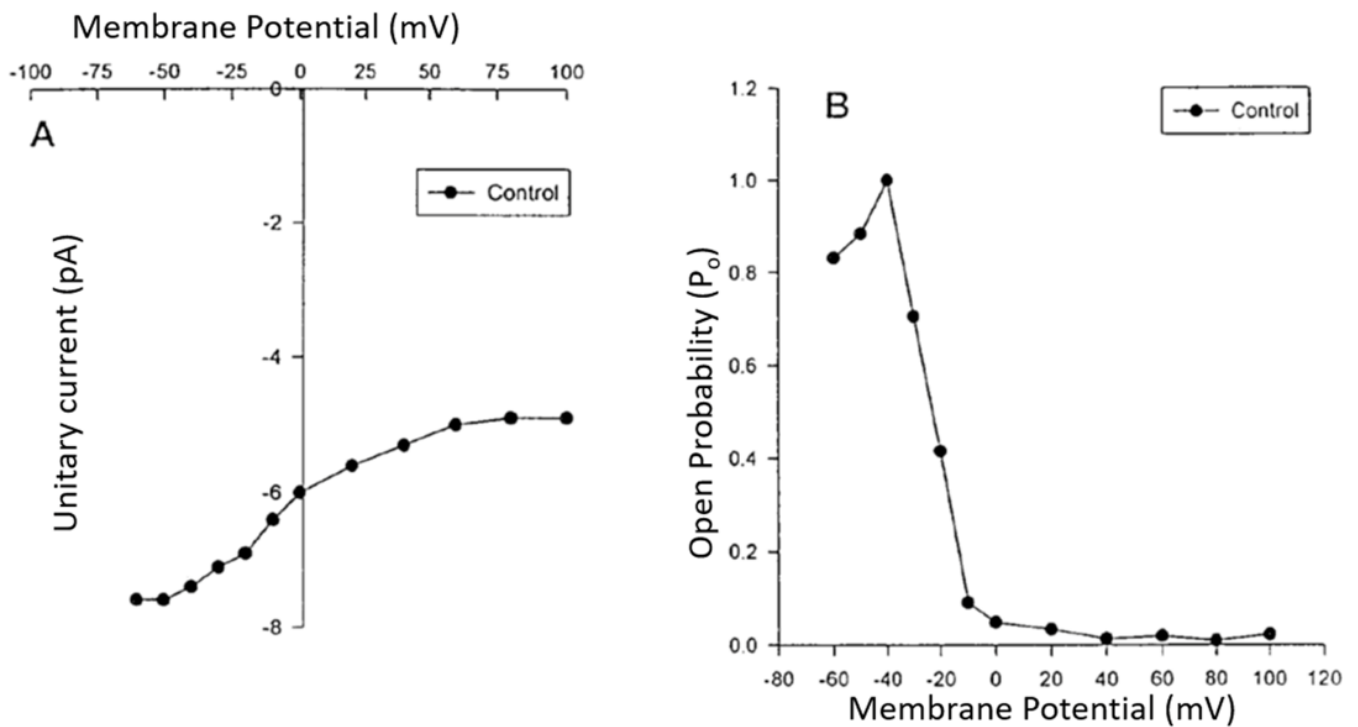 Membrane Potential (mV)
-100 -75 -50 -25 0 25 50 75 100
0
A
Control
-2
-4
-6
-8
Unitary current (pA)
B
Control
1.2
1.0
0.8
0.6
0.4
0.2
0.0
Open Probability (Po)
-80 -60 -40 -20 0 20 40 60 80 100 120
Membrane Potential (mV)